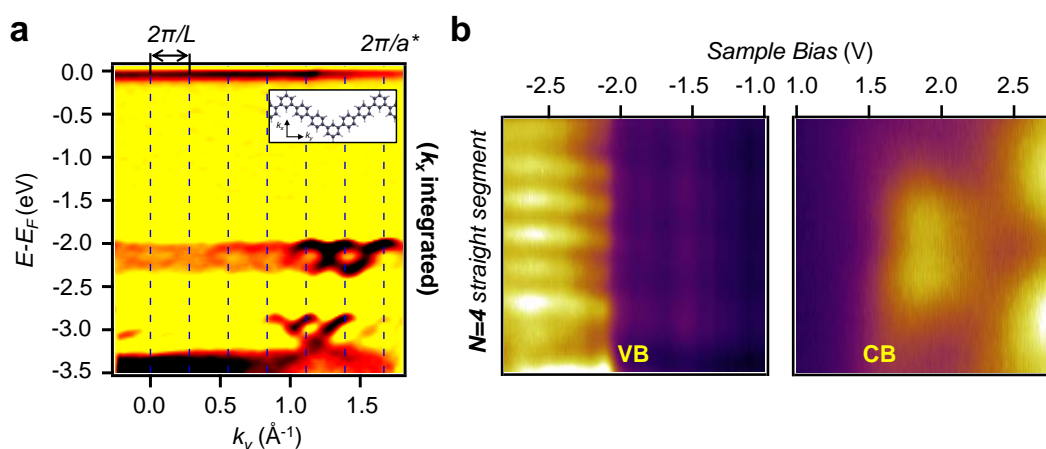 a
2π/L
2π/a*
0.0
-0.5
-1.0
-1.5
-2.0
-2.5
-3.0
-3.5
E-E_F (eV)
k_x
k_y
(k_x integrated)
0.0 0.5 1.0 1.5
k_y (Å⁻¹)
b
Sample Bias (V)
-2.5 -2.0 -1.5 -1.0 1.0 1.5 2.0 2.5
N=4 straight segment
VB
CB